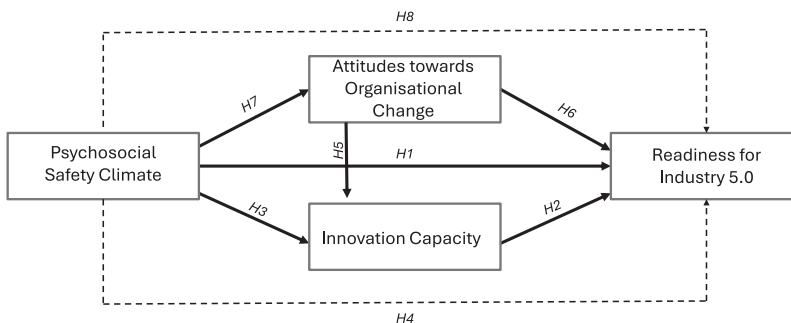 H8
Attitudes towards
Organisational
Change
H7
H6
H5
Psychosocial
Safety Climate
H1
Readiness for
Industry 5.0
H3
Innovation Capacity
H2
H4